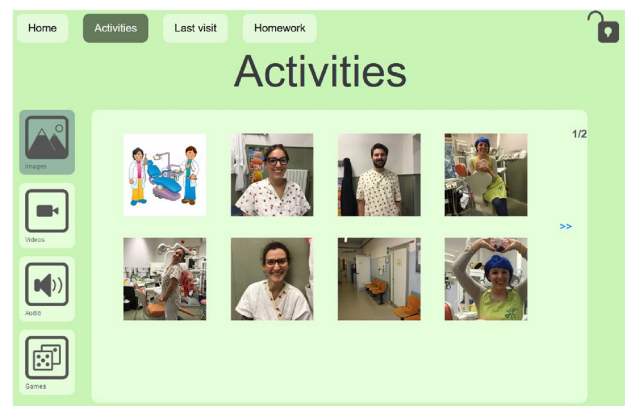 Home
Activities
Last visit
Homework
Activities
Images
1/2
Videos
>>
Audio
Games